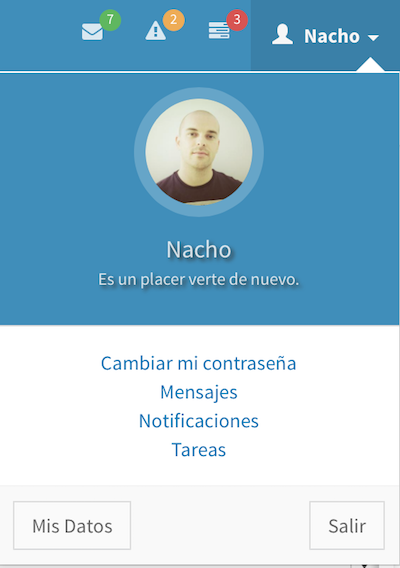 7 2 3 Nacho
Nacho
Es un placer verte de nuevo.
Cambiar mi contraseña
Mensajes
Notificaciones
Tareas
Mis Datos Salir